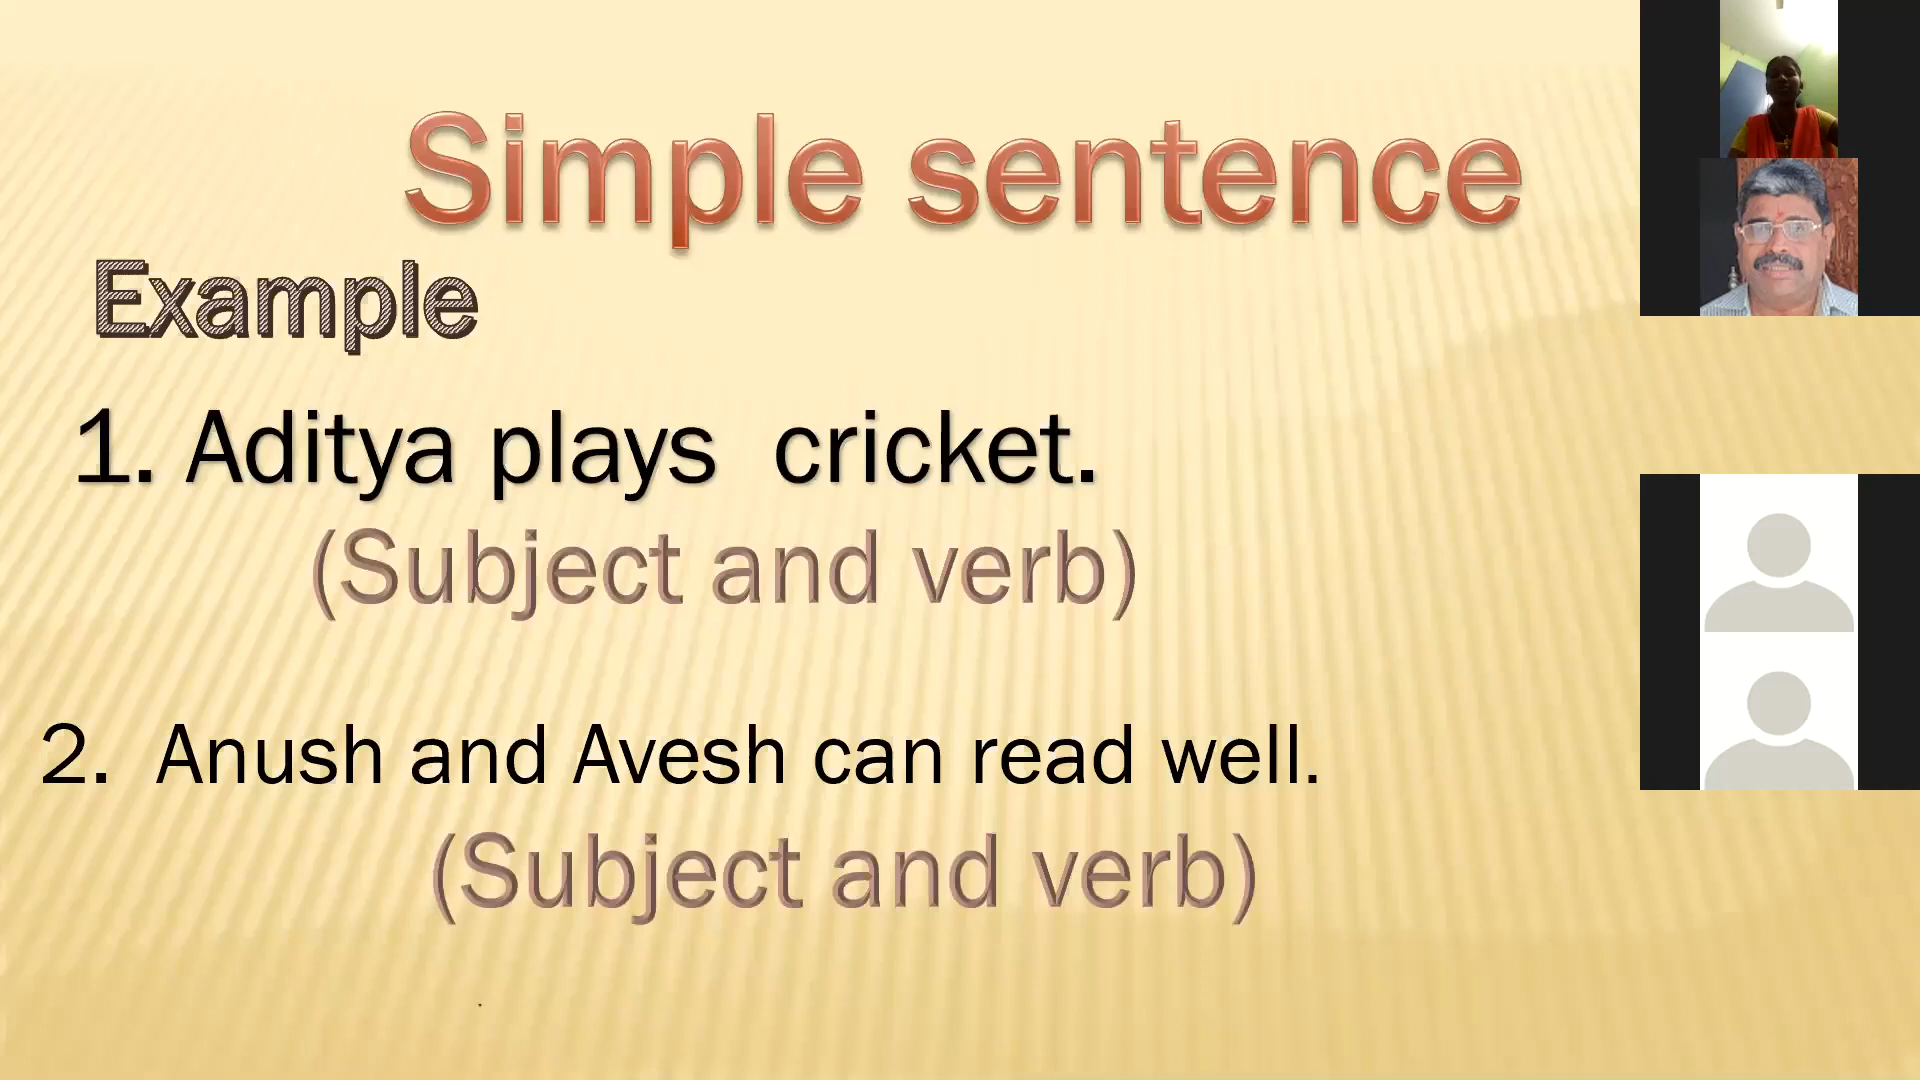 Simple sentence
Example
1. Aditya plays cricket.
(Subject and verb)
2. Anush and Avesh can read well.
(Subject and verb)
.